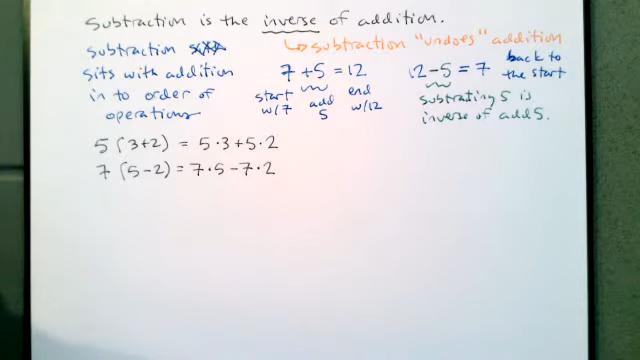 Subtraction is the inverse of addition.
↳ subtraction "undoes" addition
subtraction
sits with addition
in to order of
operations
7 + 5 = 12
start w/7
add 5
end w/12
12 - 5 = 7
back to the start
subtrating 5 is
inverse of add 5.
5 (3+2) = 5·3 + 5·2
7 (5-2) = 7·5 - 7·2